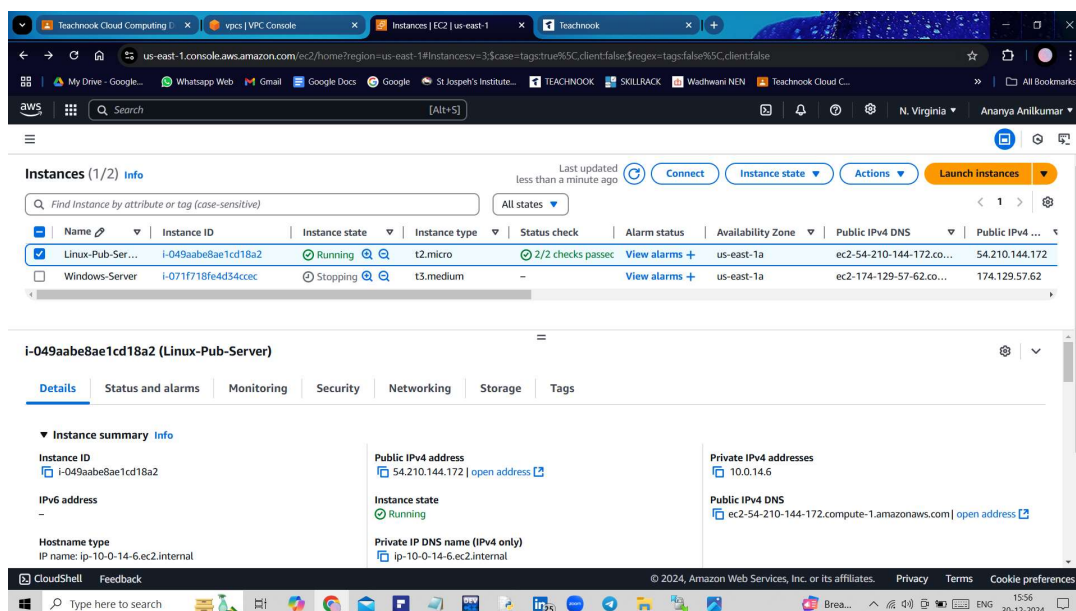 Teachnook Cloud Computing D
vpcs | VPC Console
Instances | EC2 | us-east-1
Teachnook
us-east-1.console.aws.amazon.com/ec2/home?region=us-east-1#Instances:v=3;$case=tags:true%5C,client:false;$regex=tags:false%5C,client:false
My Drive - Google... Whatsapp Web Gmail Google Docs Google St Jospeh's Institute... TEACHNOOK SKILLRACK Wadhwani NEN Teachnook Cloud C... » All Bookmarks
aws Search [Alt+S] N. Virginia ▼ Ananya Anilkumar ▼
Instances (1/2) Info
Last updated
less than a minute ago
Connect Instance state ▼ Actions ▼ Launch instances ▼
Find Instance by attribute or tag (case-sensitive) All states ▼ < 1 >
Name Instance ID Instance state Instance type Status check Alarm status Availability Zone Public IPv4 DNS Public IPv4 ...
Linux-Pub-Ser... i-049aabe8ae1cd18a2 Running t2.micro 2/2 checks passec View alarms + us-east-1a ec2-54-210-144-172.co... 54.210.144.172
Windows-Server i-071f718fe4d34ccec Stopping t3.medium – View alarms + us-east-1a ec2-174-129-57-62.co... 174.129.57.62
i-049aabe8ae1cd18a2 (Linux-Pub-Server)
Details Status and alarms Monitoring Security Networking Storage Tags
▼ Instance summary Info
Instance ID
i-049aabe8ae1cd18a2
Public IPv4 address
54.210.144.172 | open address
Private IPv4 addresses
10.0.14.6
IPv6 address
–
Instance state
Running
Public IPv4 DNS
ec2-54-210-144-172.compute-1.amazonaws.com | open address
Hostname type
IP name: ip-10-0-14-6.ec2.internal
Private IP DNS name (IPv4 only)
ip-10-0-14-6.ec2.internal
CloudShell Feedback © 2024, Amazon Web Services, Inc. or its affiliates. Privacy Terms Cookie preferences
Type here to search Brea... ENG 15:56
20-12-2024